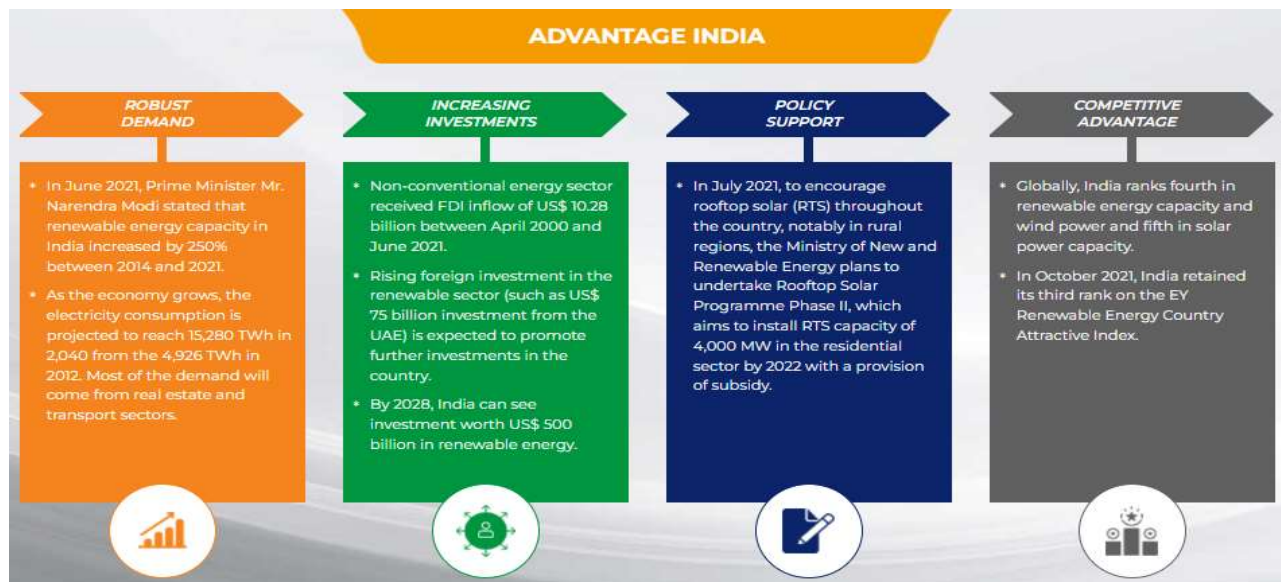 ADVANTAGE INDIA
ROBUST
DEMAND
* In June 2021, Prime Minister Mr.
Narendra Modi stated that
renewable energy capacity in
India increased by 250%
between 2014 and 2021.
* As the economy grows, the
electricity consumption is
projected to reach 15,280 TWh in
2,040 from the 4,926 TWh in
2012. Most of the demand will
come from real estate and
transport sectors.
INCREASING
INVESTMENTS
* Non-conventional energy sector
received FDI inflow of US$ 10.28
billion between April 2000 and
June 2021.
* Rising foreign investment in the
renewable sector (such as US$
75 billion investment from the
UAE) is expected to promote
further investments in the
country.
* By 2028, India can see
investment worth US$ 500
billion in renewable energy.
POLICY
SUPPORT
* In July 2021, to encourage
rooftop solar (RTS) throughout
the country, notably in rural
regions, the Ministry of New and
Renewable Energy plans to
undertake Rooftop Solar
Programme Phase II, which
aims to install RTS capacity of
4,000 MW in the residential
sector by 2022 with a provision
of subsidy.
COMPETITIVE
ADVANTAGE
* Globally, India ranks fourth in
renewable energy capacity and
wind power and fifth in solar
power capacity.
* In October 2021, India retained
its third rank on the EY
Renewable Energy Country
Attractive Index.